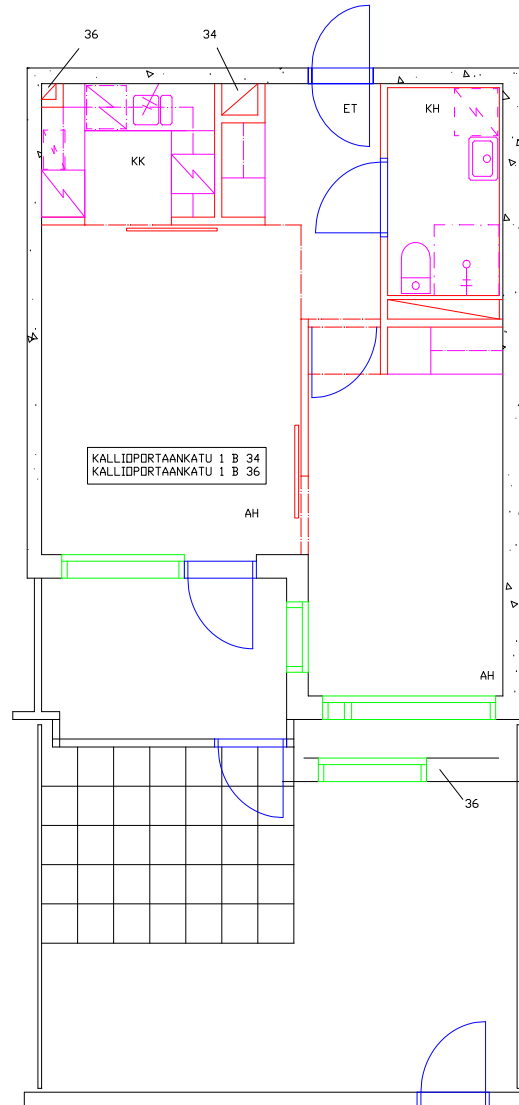 36
34
ET
KH
KK
KALLIOPORTAANKATU 1 B 34
KALLIOPORTAANKATU 1 B 36
AH
AH
36